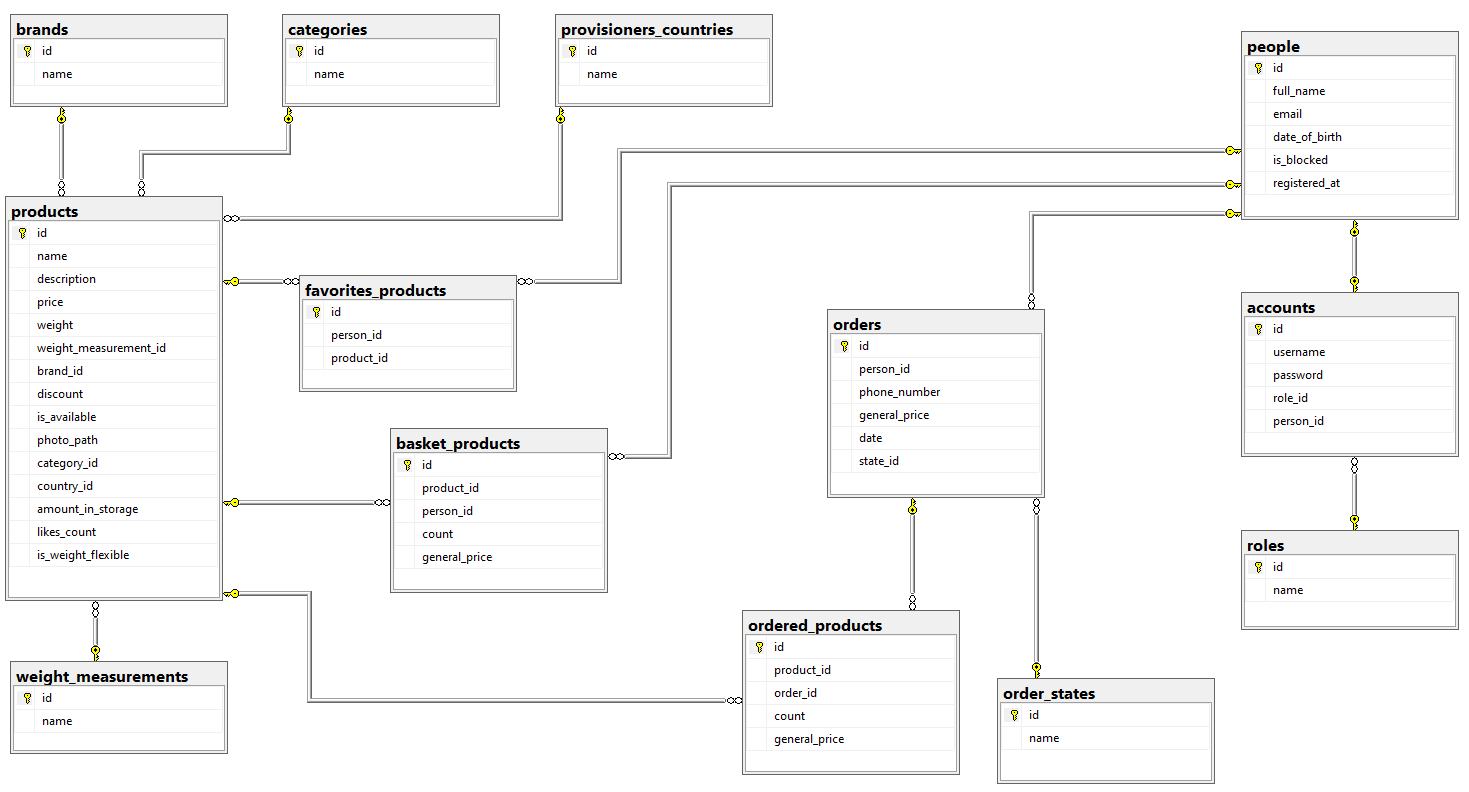 brands
id
name
categories
id
name
provisioners_countries
id
name
people
id
full_name
email
date_of_birth
is_blocked
registered_at
products
id
name
description
price
weight
weight_measurement_id
brand_id
discount
is_available
photo_path
category_id
country_id
amount_in_storage
likes_count
is_weight_flexible
favorites_products
id
person_id
product_id
orders
id
person_id
phone_number
general_price
date
state_id
accounts
id
username
password
role_id
person_id
basket_products
id
product_id
person_id
count
general_price
roles
id
name
ordered_products
id
product_id
order_id
count
general_price
weight_measurements
id
name
order_states
id
name